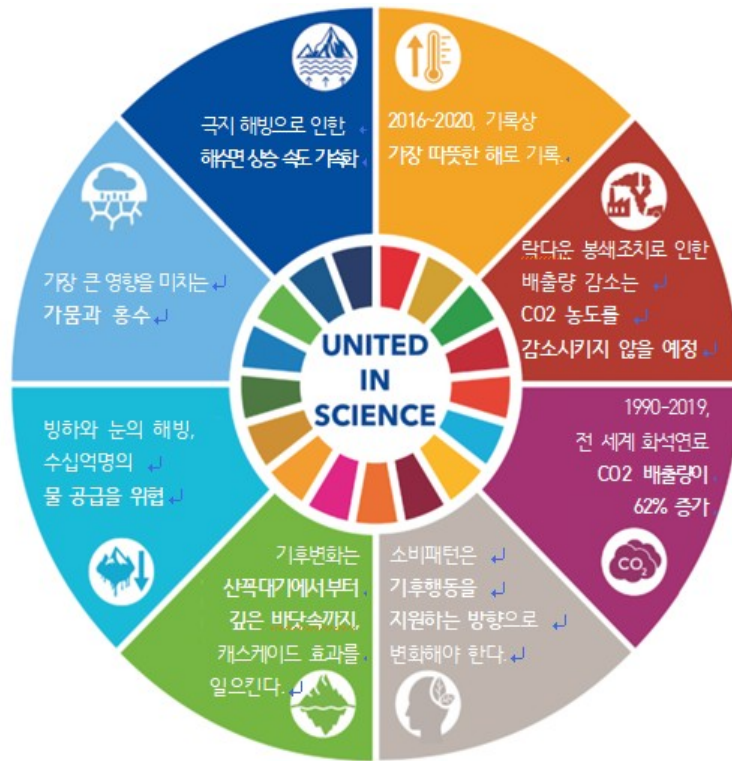 극지 해빙으로 인한,
해수면 상승 속도 가속화
2016~2020, 기록상
가장 따뜻한 해로 기록.
락다운 봉쇄조치로 인한
배출량 감소는
CO2 농도를
감소시키지 않을 예정
1990-2019,
전 세계 화석연료
CO2 배출량이
62% 증가
CO2
소비패턴은
기후행동을
지원하는 방향으로
변화해야 한다.
기후변화는
산꼭대기에서부터
깊은 바닷속까지,
캐스케이드 효과를
일으킨다.
빙하와 눈의 해빙,
수십억명의
물 공급을 위협
가장 큰 영향을 미치는
가뭄과 홍수
UNITED
IN
SCIENCE